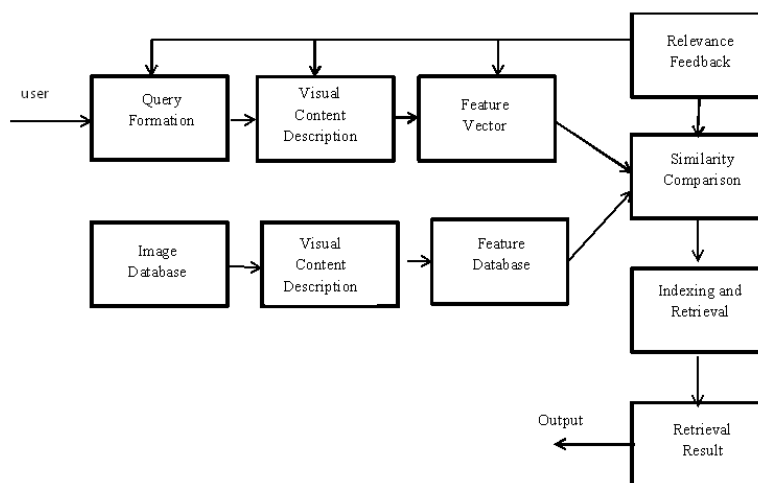 Relevance
Feedback
user
Query
Formation
Visual
Content
Description
Feature
Vector
Similarity
Comparison
Image
Database
Visual
Content
Description
Feature
Database
Indexing and
Retrieval
Output
Retrieval
Result